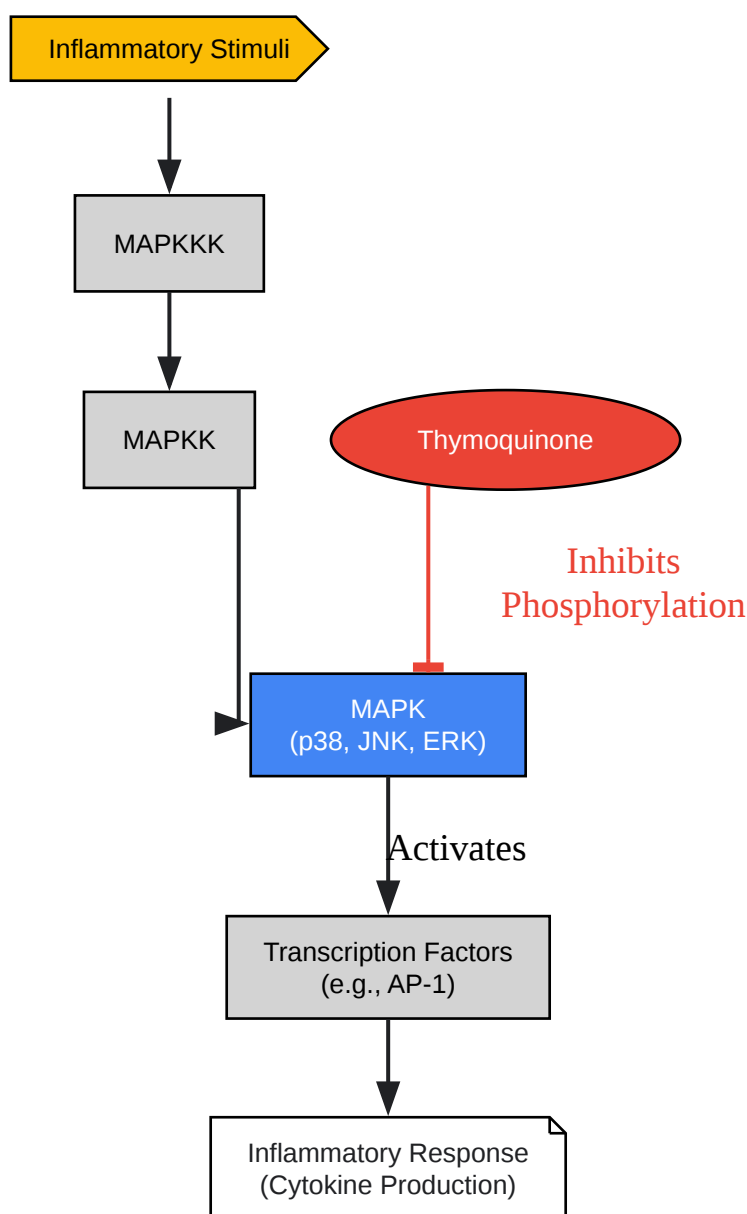 Inflammatory Stimuli
MAPKKK
MAPKK
Thymoquinone
Inhibits
Phosphorylation
MAPK
(p38, JNK, ERK)
Activates
Transcription Factors
(e.g., AP-1)
Inflammatory Response
(Cytokine Production)